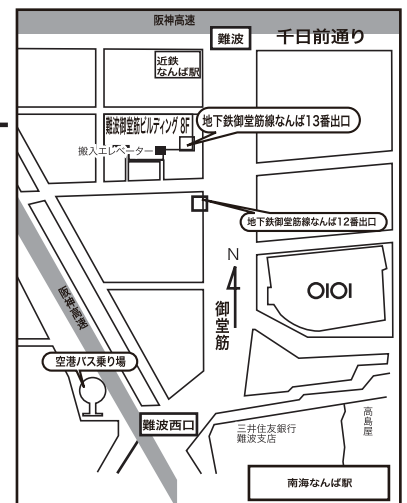 阪神高速
難波
千日前通り
近鉄
なんば駅
難波御堂筋ビルディング 8F
地下鉄御堂筋線なんば13番出口
搬入エレベーター
地下鉄御堂筋線なんば12番出口
N
御堂筋
OIOI
阪神高速
空港バス乗り場
難波西口
三井住友銀行
難波支店
高島屋
南海なんば駅